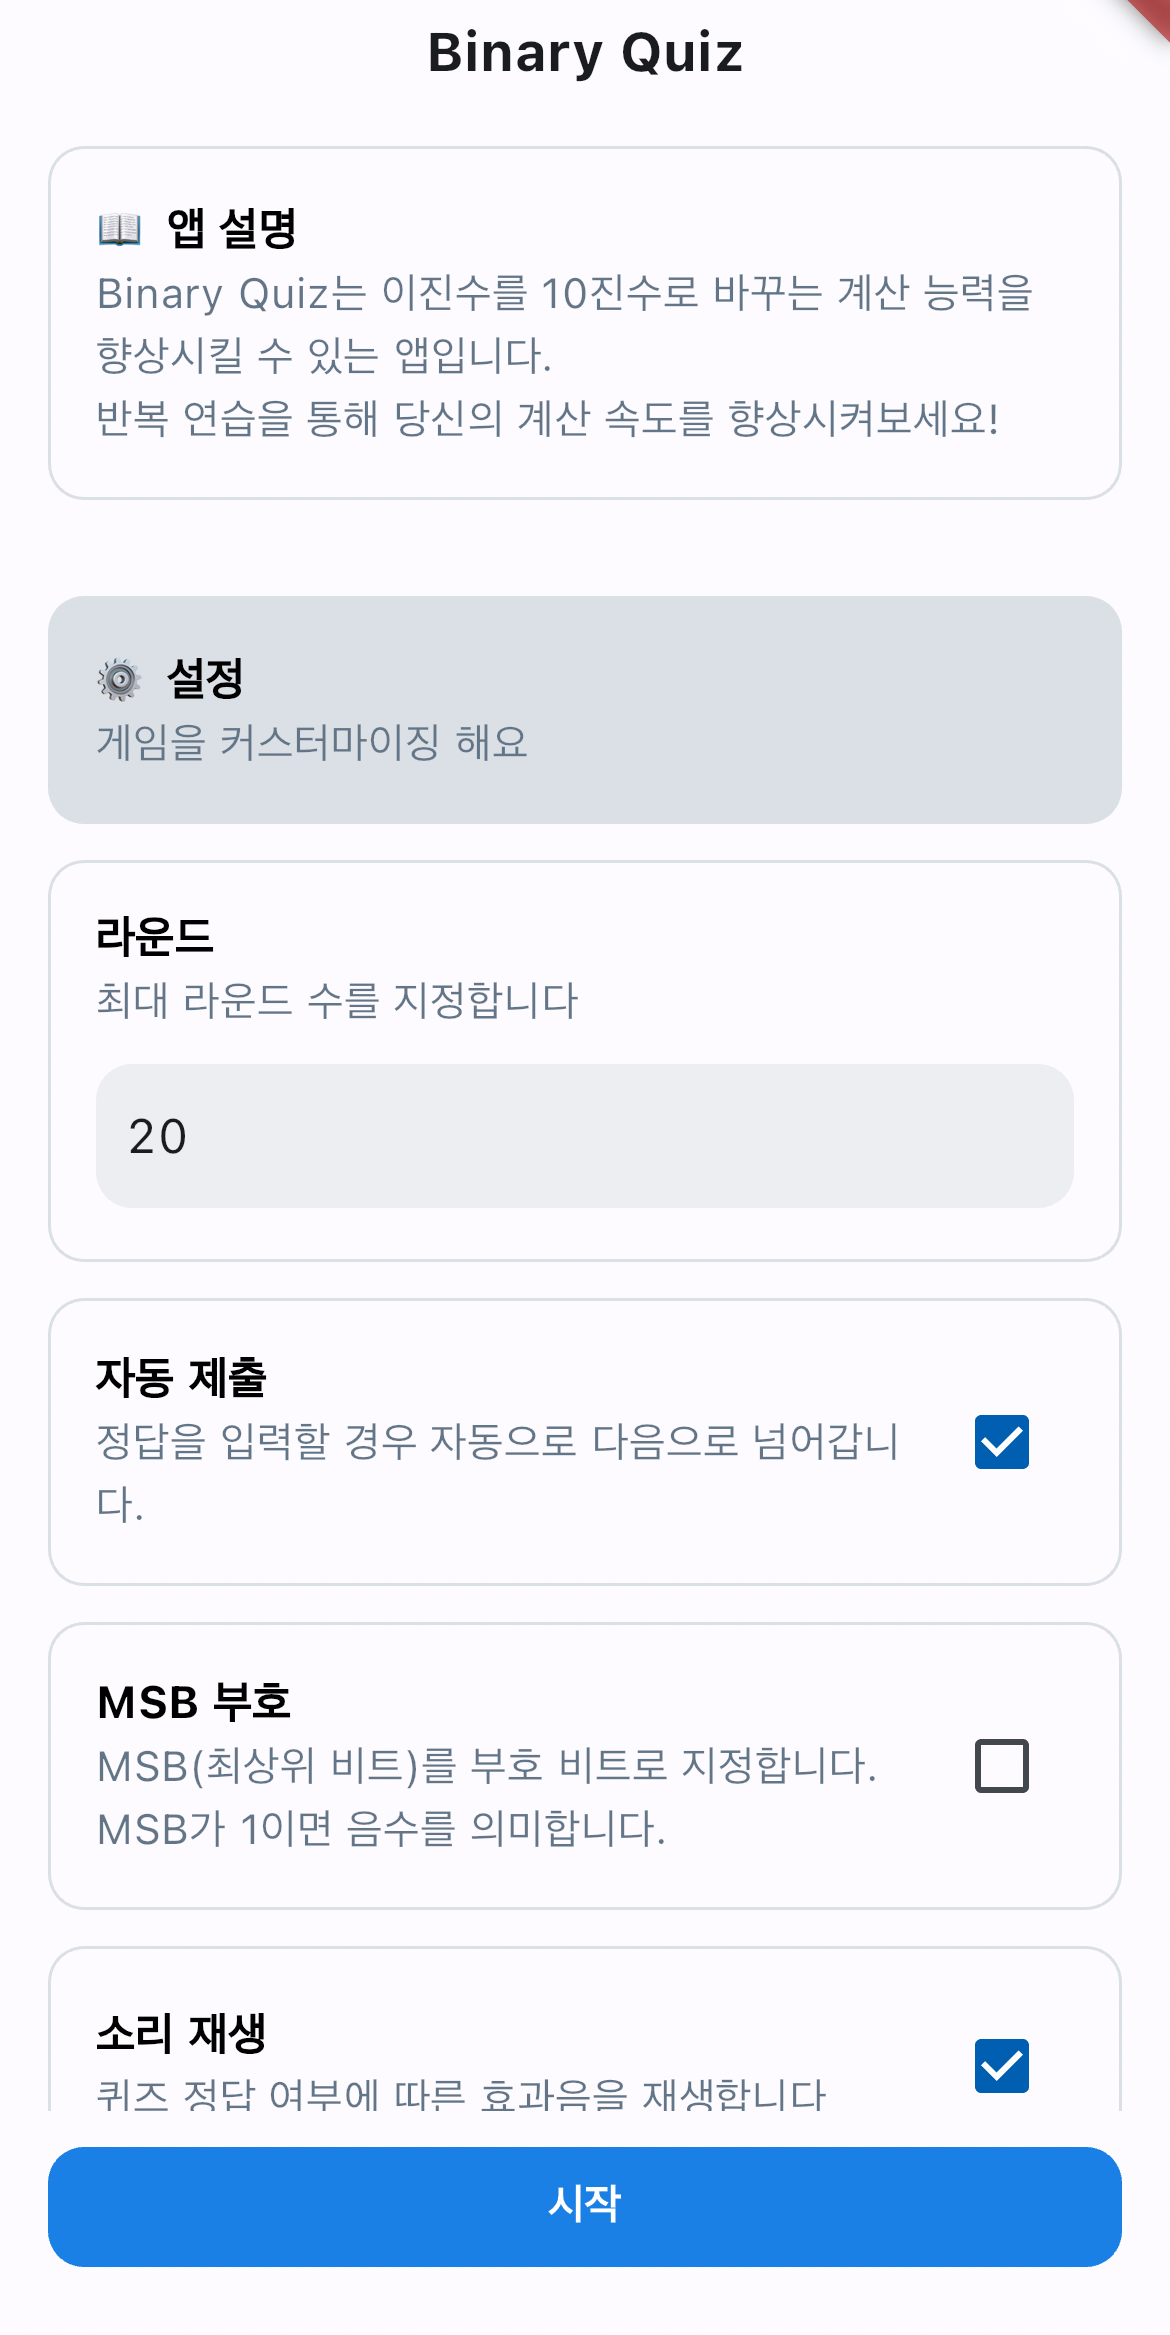 Binary Quiz
📖 앱 설명
Binary Quiz는 이진수를 10진수로 바꾸는 계산 능력을
향상시킬 수 있는 앱입니다.
반복 연습을 통해 당신의 계산 속도를 향상시켜보세요!
⚙️ 설정
게임을 커스터마이징 해요
라운드
최대 라운드 수를 지정합니다
20
자동 제출
정답을 입력할 경우 자동으로 다음으로 넘어갑니
다.
MSB 부호
MSB(최상위 비트)를 부호 비트로 지정합니다.
MSB가 1이면 음수를 의미합니다.
소리 재생
퀴즈 정답 여부에 따른 효과음을 재생합니다
시작